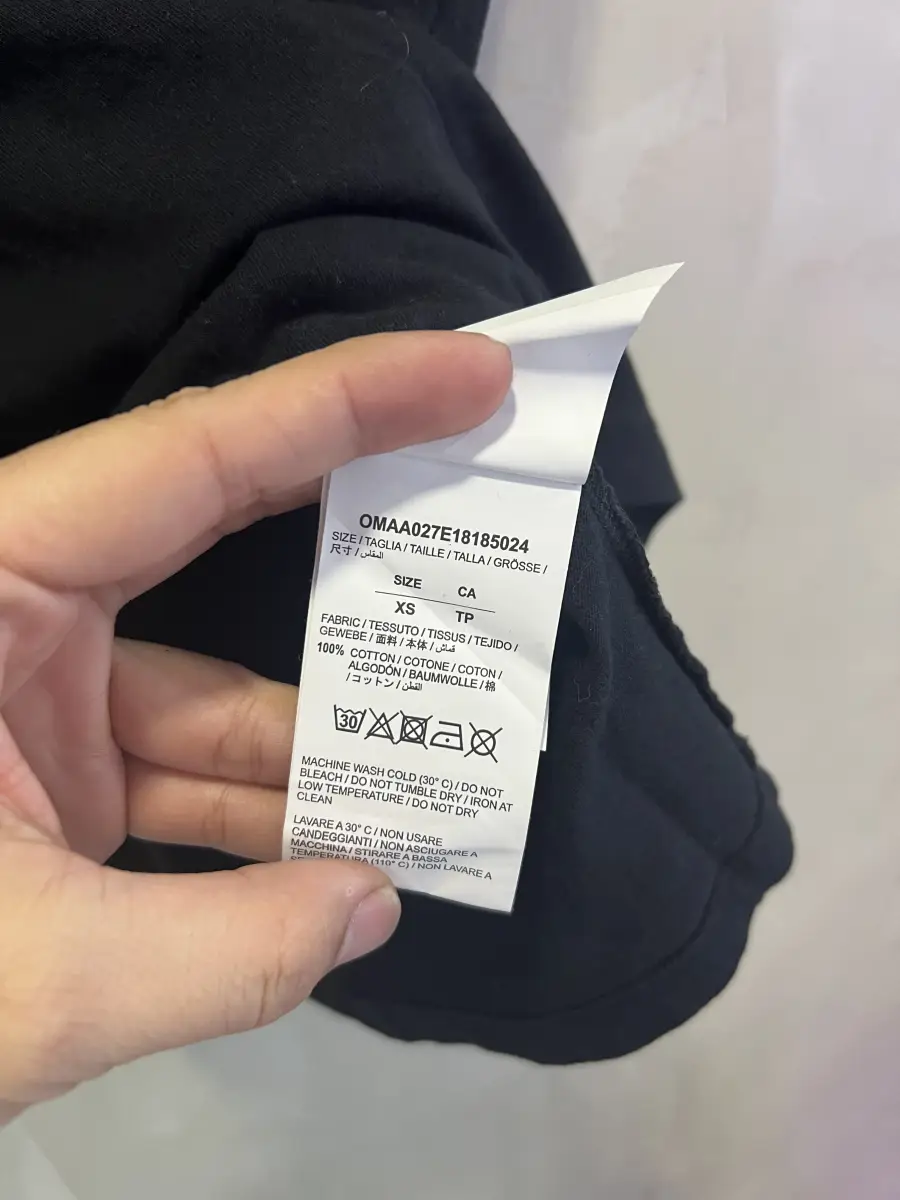 OMAA027E18185024
SIZE / TAGLIA / TAILLE / TALLA / GRÖSSE /
尺寸 / المقاس
SIZE CA
XS TP
FABRIC / TESSUTO / TISSUS / TEJIDO /
GEWEBE / 面料 / 本体 / قماش
100% COTTON / COTONE / COTON /
ALGODÓN / BAUMWOLLE / 棉
/ コットン / القطن
30
MACHINE WASH COLD (30° C) / DO NOT
BLEACH / DO NOT TUMBLE DRY / IRON AT
LOW TEMPERATURE / DO NOT DRY
CLEAN
LAVARE A 30° C / NON USARE
CANDEGGIANTI / NON ASCIUGARE A
MACCHINA / STIRARE A BASSA
TEMPERATURA (110° C) / NON LAVARE A